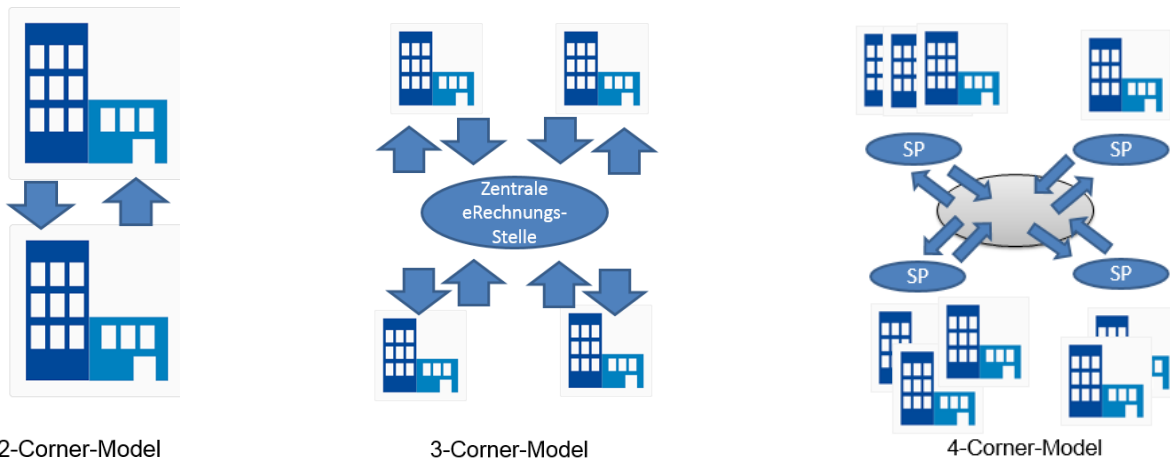 Zentrale
eRechnungs-
Stelle
SP
SP
SP
SP
2-Corner-Model
3-Corner-Model
4-Corner-Model